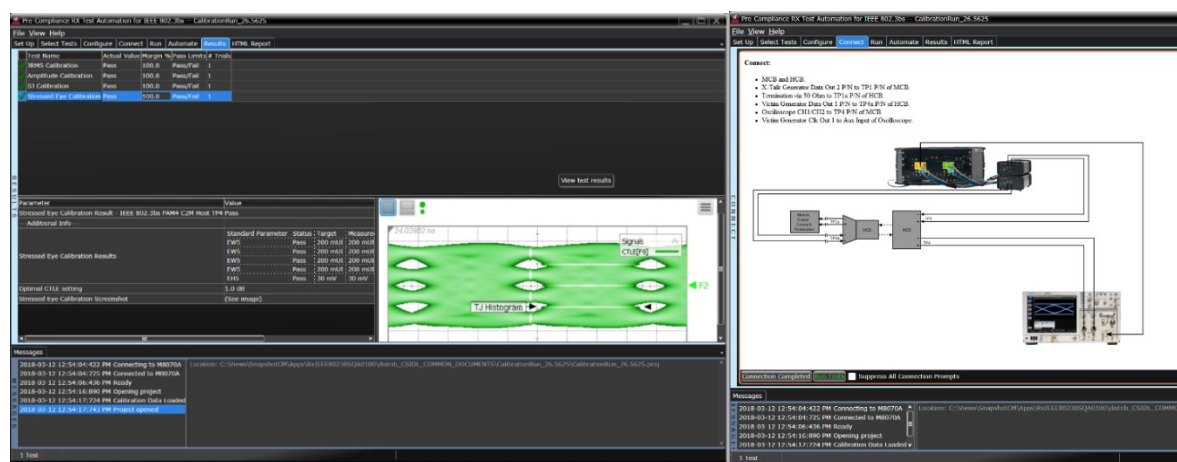 Pre-Compliance RX Test Automation for IEEE 802.3bs -- CalibrationRun_26.5625
File View Help
Set Up Select Tests Configure Connect Run Automate Results HTML Report
Test Name Actual Value Margin % Pass Limits # Trials
JRMS Calibration Pass 100.0 Pass/Fail 1
Amplitude Calibration Pass 100.0 Pass/Fail 1
SJ Calibration Pass 100.0 Pass/Fail 1
Stressed Eye Calibration Pass 100.0 Pass/Fail 1
View test results
RESULTS
Parameter Value
Stressed Eye Calibration Result IEEE 802.3bs PAM4 C2M Host TP4 Pass
Additional Info
Standard Parameter Status Target Measured
EW5 Pass 200 mUI 200 mUI
EW5 Pass 200 mUI 200 mUI
Stressed Eye Calibration Results
EW5 Pass 200 mUI 200 mUI
EW5 Pass 200 mUI 200 mUI
EH5 Pass 30 mV 30 mV
Optimal CTLE setting 1.0 dB
Stressed Eye Calibration Screenshot (See image)
Signals
CTLE[F8]
F2
TJ Histogram
Messages
2018-03-12 12:54:04:422 PM Connecting to M8070A
2018-03-12 12:54:04:725 PM Connected to M8070A
2018-03-12 12:54:06:436 PM Ready
2018-03-12 12:54:16:890 PM Opening project
2018-03-12 12:54:17:724 PM Calibration Data Loaded
2018-03-12 12:54:17:743 PM Project opened
1 Test
Pre-Compliance RX Test Automation for IEEE 802.3bs -- CalibrationRun_26.5625
File View Help
Set Up Select Tests Configure Connect Run Automate Results HTML Report
Connect:
• MCB and HCB.
• X-Talk Generator Data Out 2 P/N to TP1 P/N of MCB.
• Termination via 50 Ohm to TP1a P/N of HCB.
• Victim Generator Data Out 1 P/N to TP4a P/N of HCB.
• Oscilloscope CH1/CH2 to TP4 P/N of MCB.
• Victim Generator Clk Out 1 to Aux Input of Oscilloscope.
CONNECT
TP1a
TP4a
HCB
MCB
TP1
TP4
Connection Completed Run Tests Suppress All Connection Prompts
Messages
2018-03-12 12:54:04:422 PM Connecting to M8070A
2018-03-12 12:54:04:725 PM Connected to M8070A
2018-03-12 12:54:06:436 PM Ready
2018-03-12 12:54:16:890 PM Opening project
2018-03-12 12:54:17:724 PM Calibration Data Loaded
1 Test